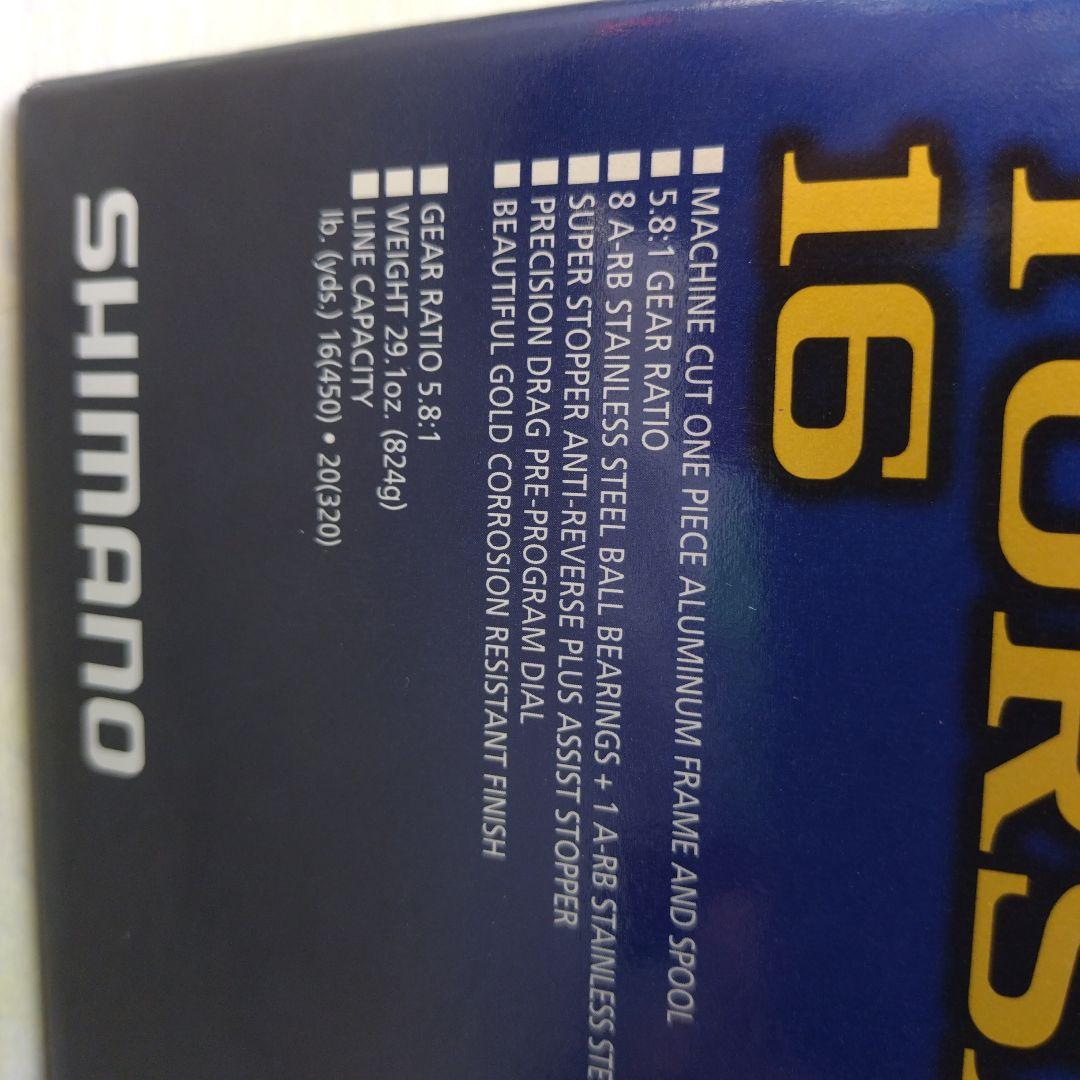 16
■ MACHINE CUT ONE PIECE ALUMINUM FRAME AND SPOOL
■ 5.8:1 GEAR RATIO
■ 8 A-RB STAINLESS STEEL BALL BEARINGS + 1 A-RB STAINLESS
■ SUPER STOPPER ANTI-REVERSE PLUS ASSIST STOPPER
■ PRECISION DRAG PRE-PROGRAM DIAL
■ BEAUTIFUL GOLD CORROSION RESISTANT FINISH
■ GEAR RATIO 5.8:1
■ WEIGHT 29.1oz. (824g)
■ LINE CAPACITY
lb. (yds.) 16(450) • 20(320)
SHIMANO